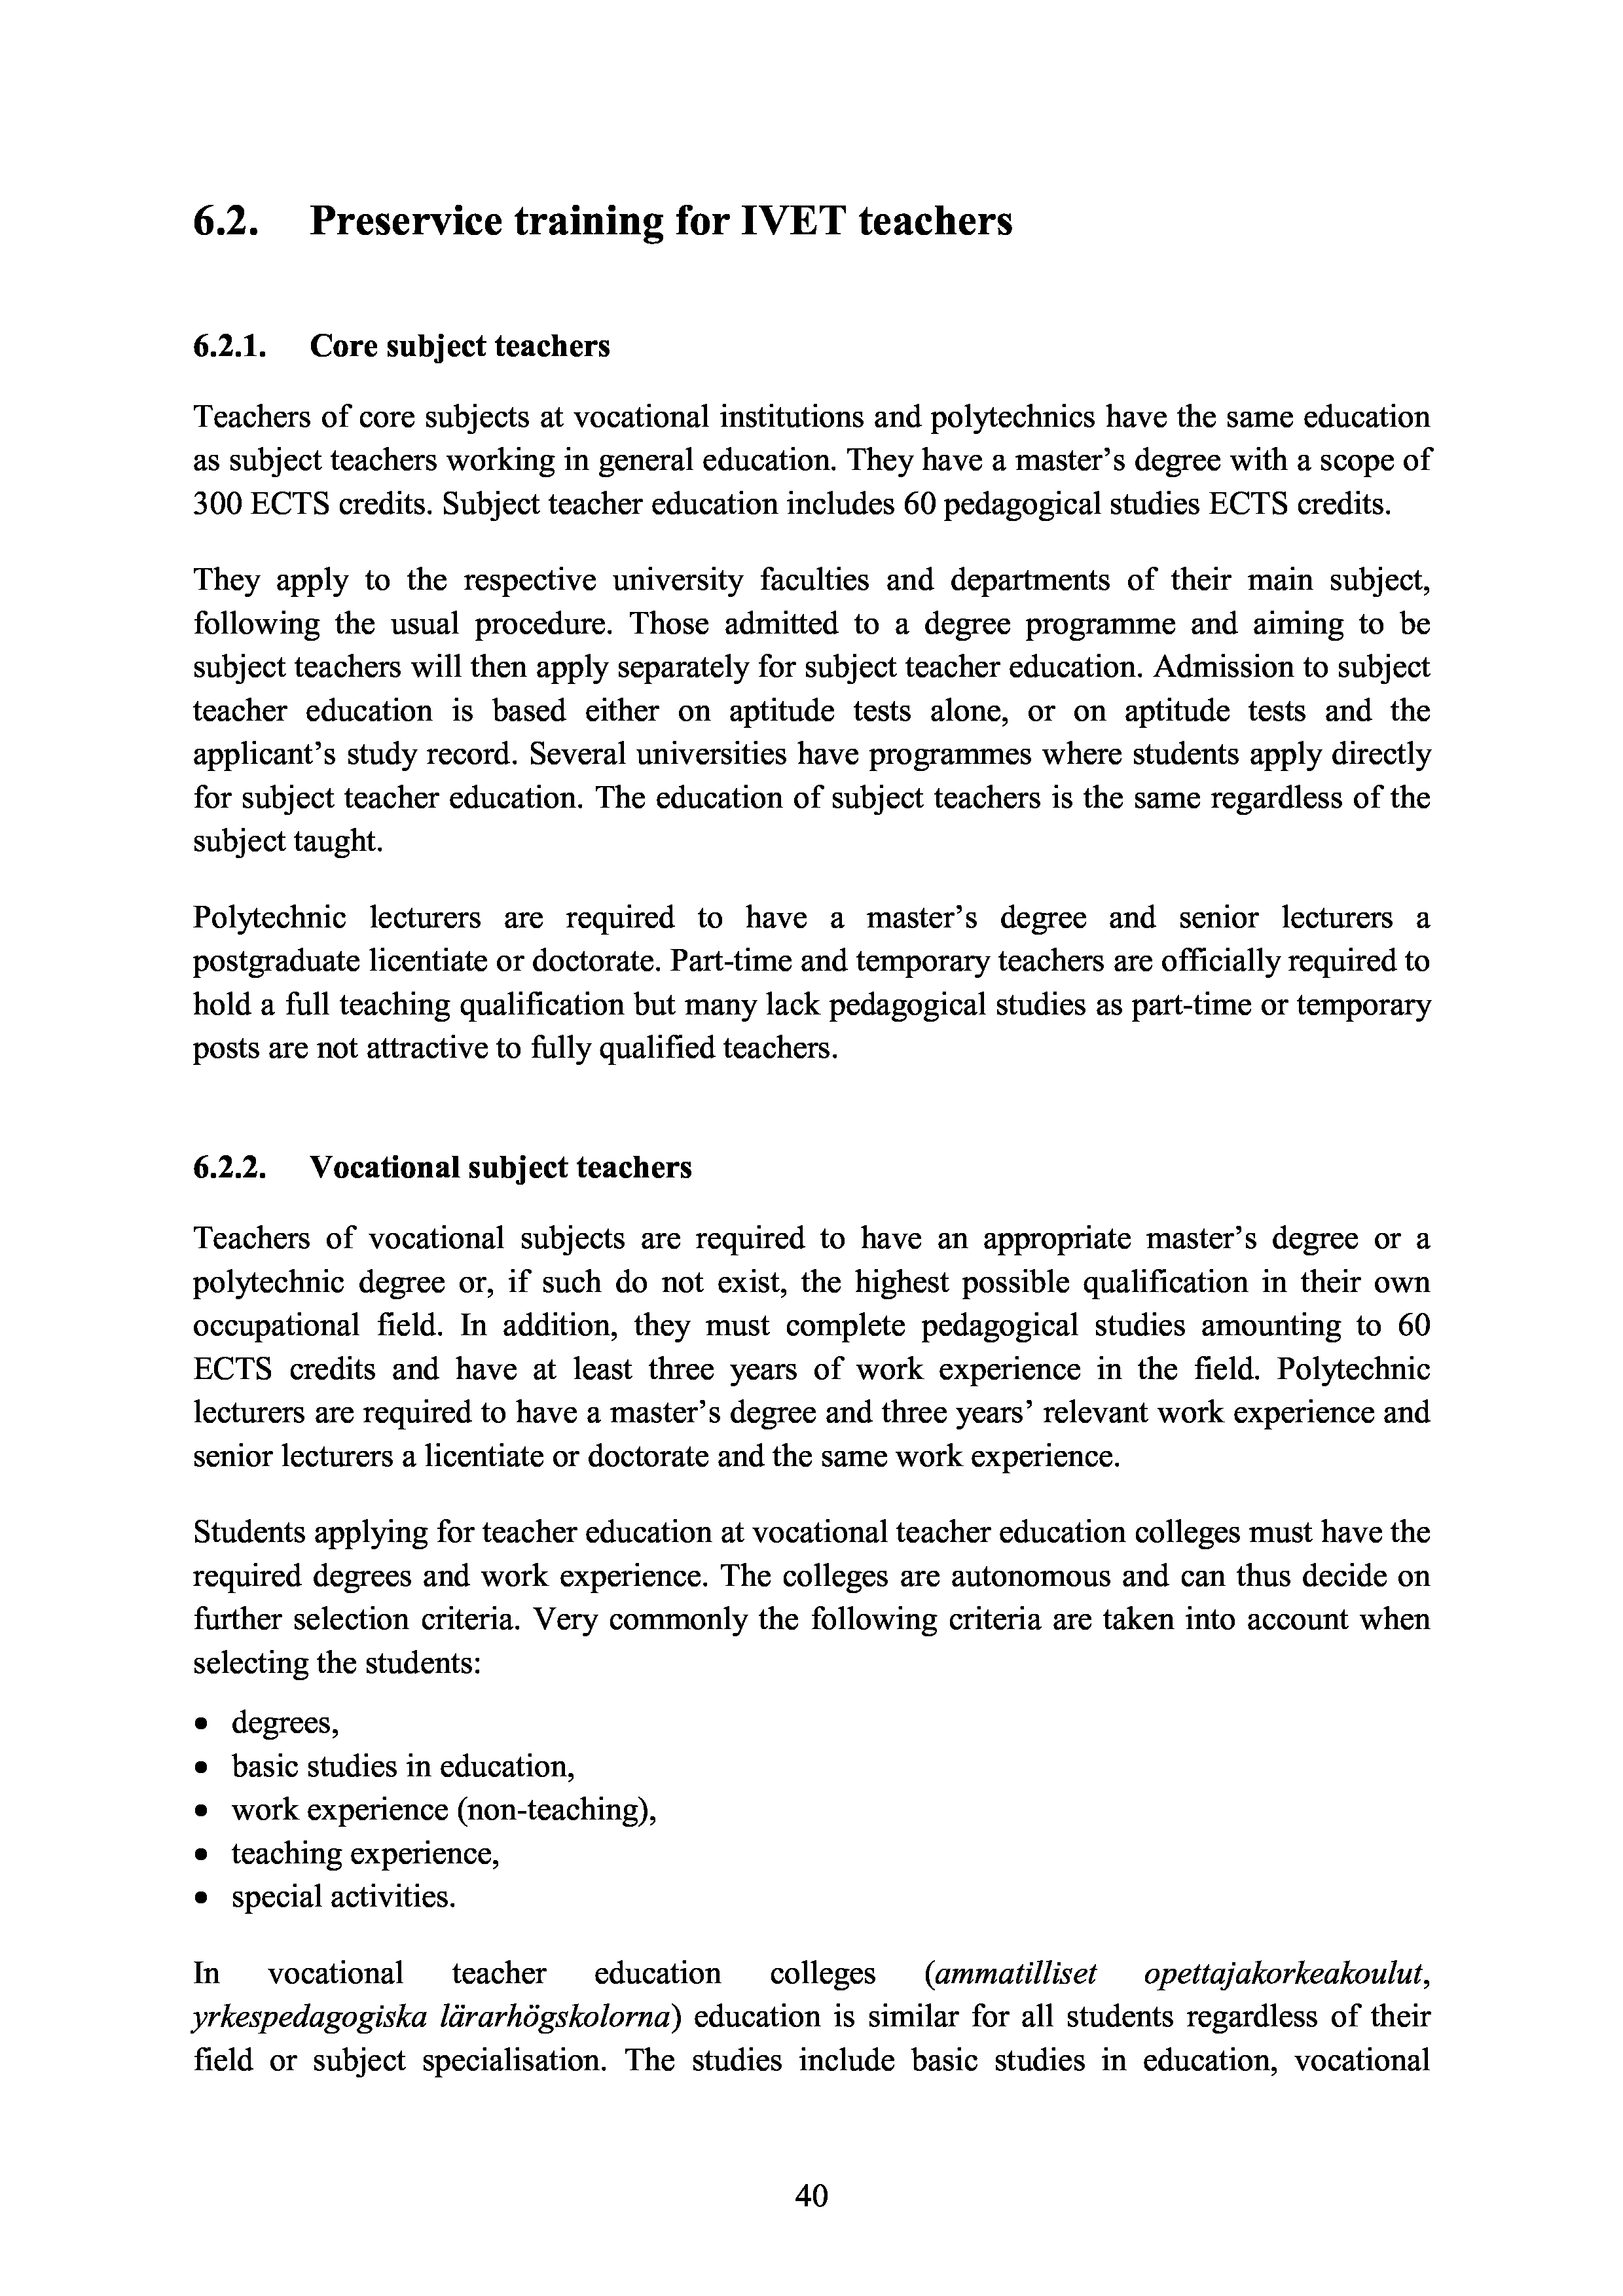 6.2. Preservice training for IVET teachers
6.2.1. Core subject teachers
Teachers of core subjects at vocational institutions and polytechnics have the same education
as subject teachers working in general education. They have a master’s degree with a scope of
300 ECTS credits. Subject teacher education includes 60 pedagogical studies ECTS credits.
They apply to the respective university faculties and departments of their main subject,
following the usual procedure. Those admitted to a degree programme and aiming to be
subject teachers will then apply separately for subject teacher education. Admission to subject
teacher education is based either on aptitude tests alone, or on aptitude tests and the
applicant’s study record. Several universities have programmes where students apply directly
for subject teacher education. The education of subject teachers is the same regardless of the
subject taught.
Polytechnic lecturers are required to have a master’s degree and senior lecturers a
postgraduate licentiate or doctorate. Part-time and temporary teachers are officially required to
hold a full teaching qualification but many lack pedagogical studies as part-time or temporary
posts are not attractive to fully qualified teachers.
6.2.2. Vocational subject teachers
Teachers of vocational subjects are required to have an appropriate master’s degree or a
polytechnic degree or, if such do not exist, the highest possible qualification in their own
occupational field. In addition, they must complete pedagogical studies amounting to 60
ECTS credits and have at least three years of work experience in the field. Polytechnic
lecturers are required to have a master’s degree and three years’ relevant work experience and
senior lecturers a licentiate or doctorate and the same work experience.
Students applying for teacher education at vocational teacher education colleges must have the
required degrees and work experience. The colleges are autonomous and can thus decide on
further selection criteria. Very commonly the following criteria are taken into account when
selecting the students:
• degrees,
• basic studies in education,
• work experience (non-teaching),
• teaching experience,
• special activities.
In vocational teacher education colleges (ammatilliset opettajakorkeakoulut,
yrkespedagogiska lärarhögskolorna) education is similar for all students regardless of their
field or subject specialisation. The studies include basic studies in education, vocational
40